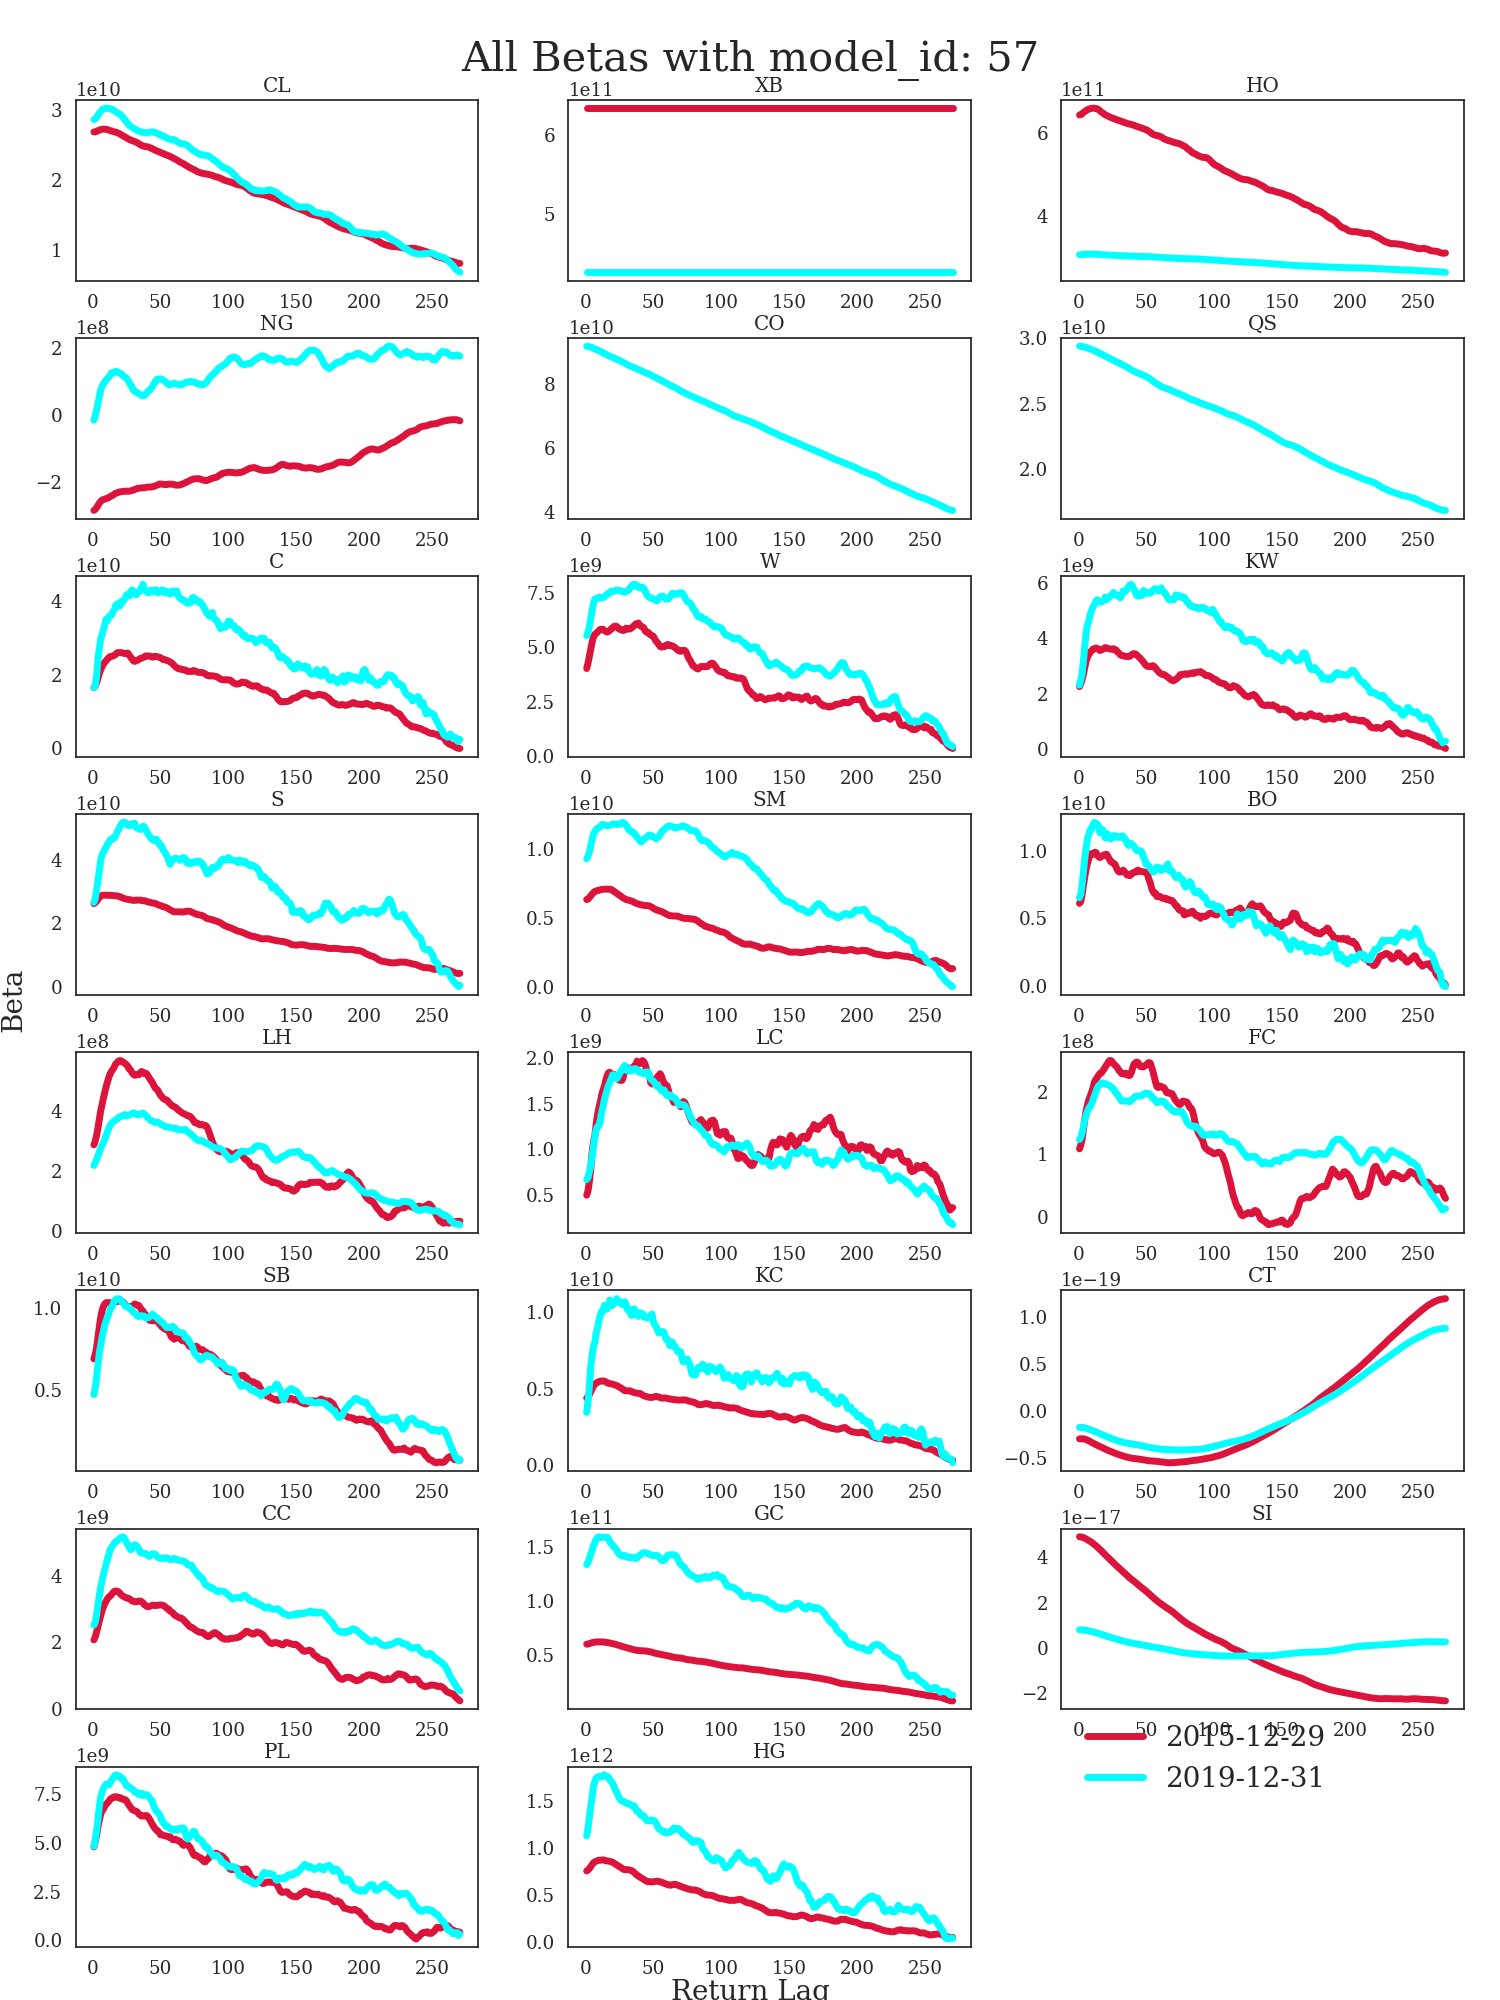 All Betas with model_id: 57
CL XB HO
1e10 1e11 1e11
3 2 1
6 5
6 4
0 50 100 150 200 250
0 50 100 150 200 250
0 50 100 150 200 250
NG CO QS
1e8 1e10 1e10
2 0 −2
8 6 4
3.0 2.5 2.0
0 50 100 150 200 250
0 50 100 150 200 250
0 50 100 150 200 250
C W KW
1e10 1e9 1e9
4 2 0
7.5 5.0 2.5 0.0
6 4 2 0
0 50 100 150 200 250
0 50 100 150 200 250
0 50 100 150 200 250
S SM BO
1e10 1e10 1e10
4 2 0
1.0 0.5 0.0
1.0 0.5 0.0
0 50 100 150 200 250
0 50 100 150 200 250
0 50 100 150 200 250
Beta
LH LC FC
1e8 1e9 1e8
4 2 0
2.0 1.5 1.0 0.5
2 1 0
0 50 100 150 200 250
0 50 100 150 200 250
0 50 100 150 200 250
SB KC CT
1e10 1e10 1e−19
1.0 0.5
1.0 0.5 0.0
1.0 0.5 0.0 −0.5
0 50 100 150 200 250
0 50 100 150 200 250
0 50 100 150 200 250
CC GC SI
1e9 1e11 1e−17
4 2 0
1.5 1.0 0.5
4 2 0 −2
0 50 100 150 200 250
0 50 100 150 200 250
0 50 100 150 200 250
2015-12-29
2019-12-31
PL HG
1e9 1e12
7.5 5.0 2.5 0.0
1.5 1.0 0.5 0.0
0 50 100 150 200 250
0 50 100 150 200 250
Return Lag